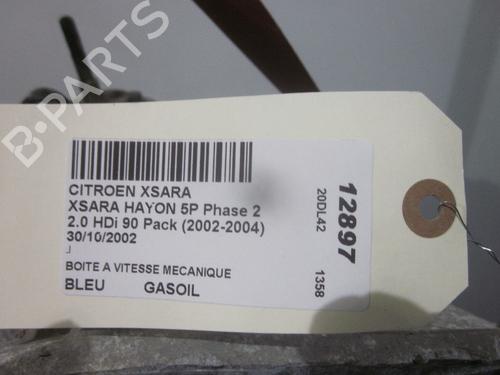 B-PARTS
CITROEN XSARA
XSARA HAYON 5P Phase 2
2.0 HDi 90 Pack (2002-2004)
30/10/2002
J
BOITE A VITESSE MECANIQUE
BLEU GASOIL
20DL42
1358
12897